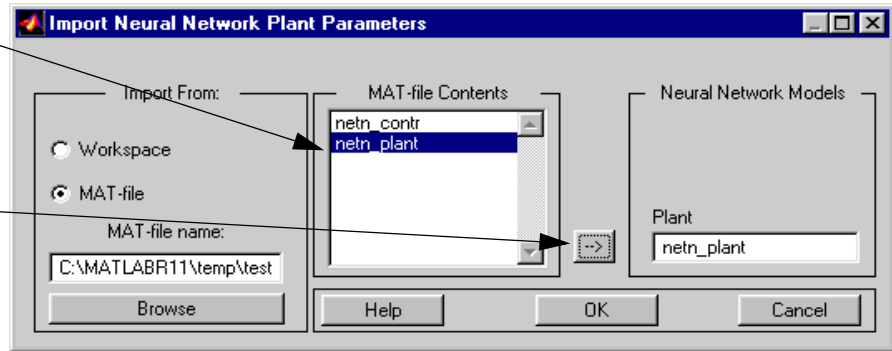 Import Neural Network Plant Parameters
Import From:
Workspace
MAT-file
MAT-file name:
C:\MATLABR11\temp\test
Browse
MAT-file Contents
netn_contr
netn_plant
-->
Neural Network Models
Plant
netn_plant
Help
OK
Cancel